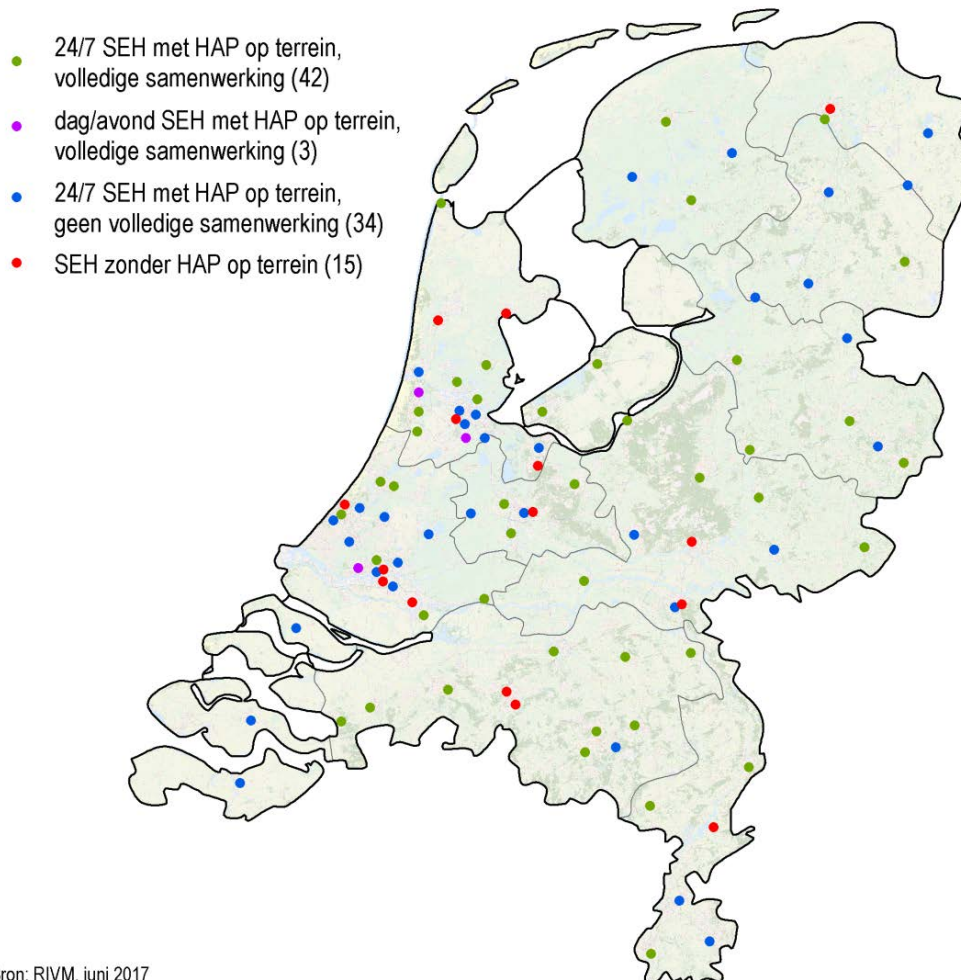 24/7 SEH met HAP op terrein,
volledige samenwerking (42)
dag/avond SEH met HAP op terrein,
volledige samenwerking (3)
24/7 SEH met HAP op terrein,
geen volledige samenwerking (34)
SEH zonder HAP op terrein (15)
ron: RIVM, juni 2017